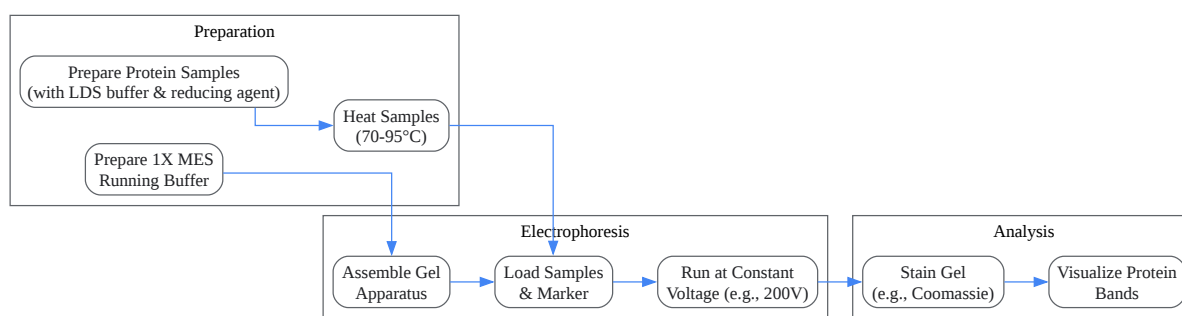 Preparation
Prepare Protein Samples
(with LDS buffer & reducing agent)
Heat Samples
(70-95°C)
Prepare 1X MES
Running Buffer
Electrophoresis
Assemble Gel
Apparatus
Load Samples
& Marker
Run at Constant
Voltage (e.g., 200V)
Analysis
Stain Gel
(e.g., Coomassie)
Visualize Protein
Bands